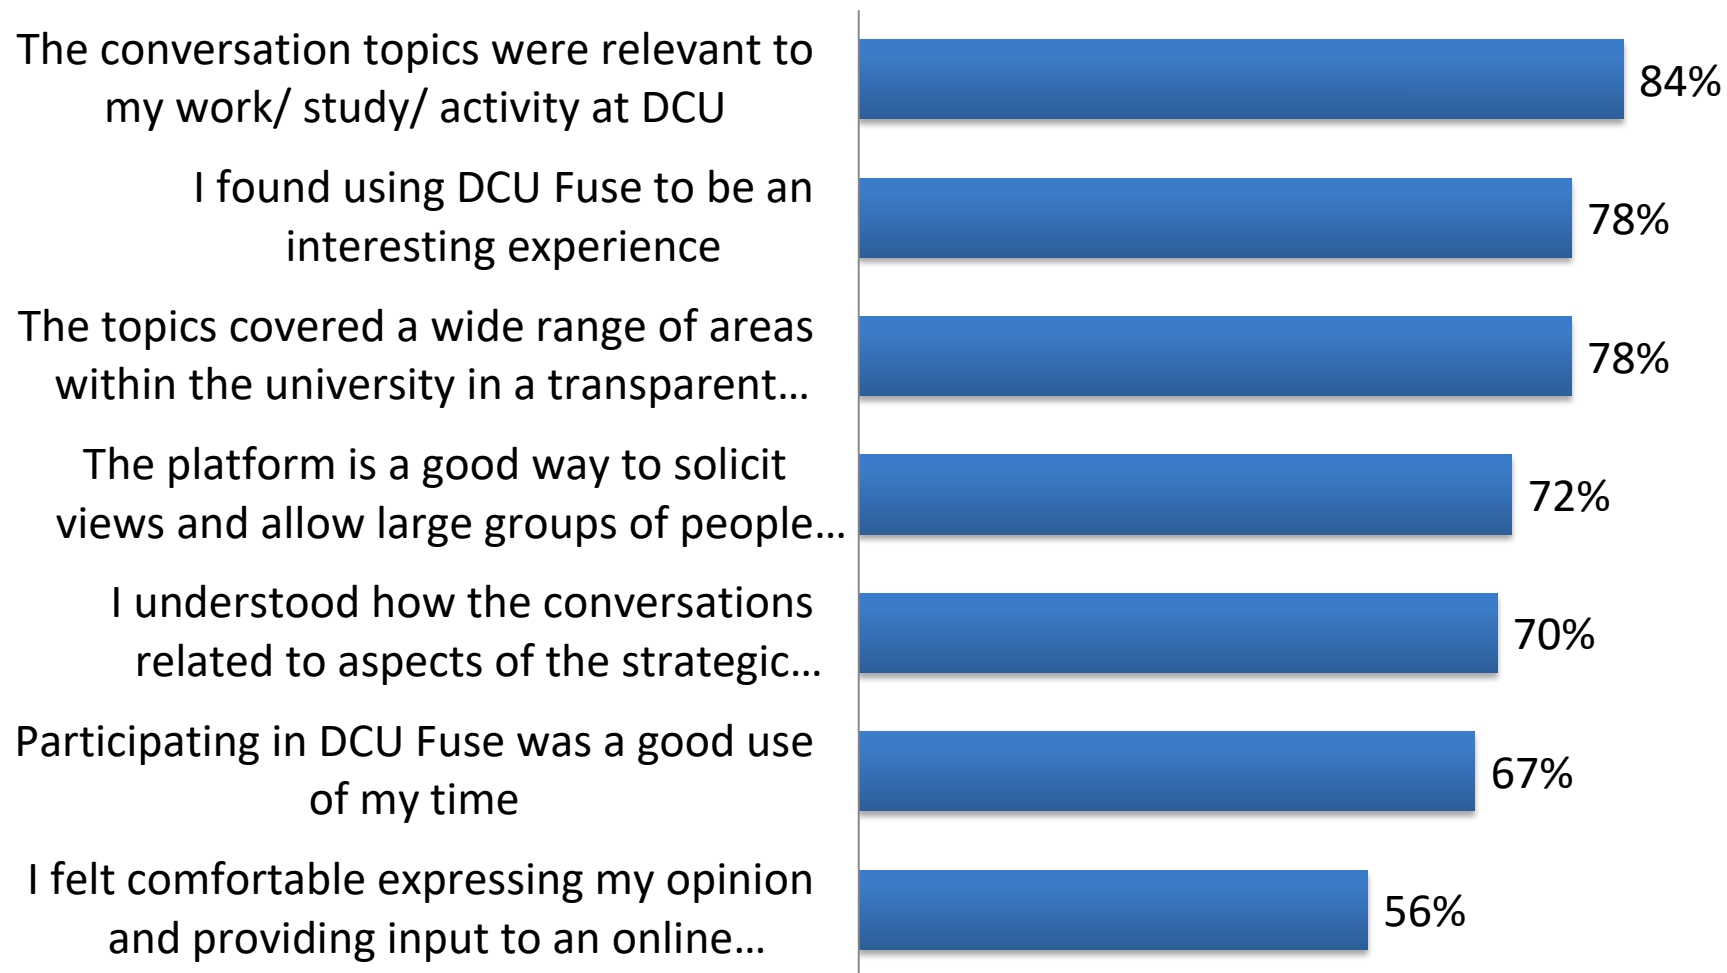 The conversation topics were relevant to
my work/ study/ activity at DCU
84%
I found using DCU Fuse to be an
interesting experience
78%
The topics covered a wide range of areas
within the university in a transparent…
78%
The platform is a good way to solicit
views and allow large groups of people…
72%
I understood how the conversations
related to aspects of the strategic…
70%
Participating in DCU Fuse was a good use
of my time
67%
I felt comfortable expressing my opinion
and providing input to an online…
56%